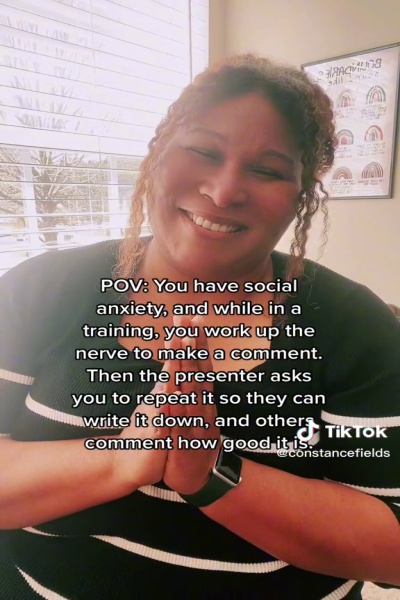 BOUNDARIES
POV: You have social
anxiety, and while in a
training, you work up the
nerve to make a comment.
Then the presenter asks
you to repeat it so they can
write it down, and others
comment how good it is.
TikTok
@constancefields